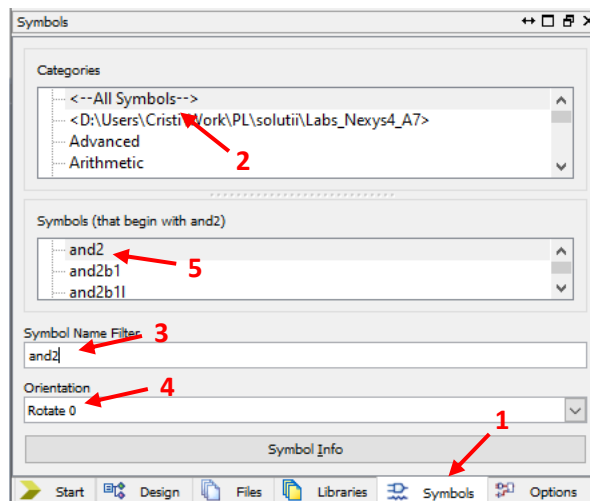 Symbols
Categories
<--All Symbols-->
<D:\Users\Cristi\Work\PL\solutii\Labs_Nexys4_A7>
Advanced
2
Arithmetic
Symbols (that begin with and2)
and2
5
and2b1
and2b1l
Symbol Name Filter
3
and2
Orientation
4
Rotate 0
1
Symbol Info
Start Design Files Libraries Symbols Options